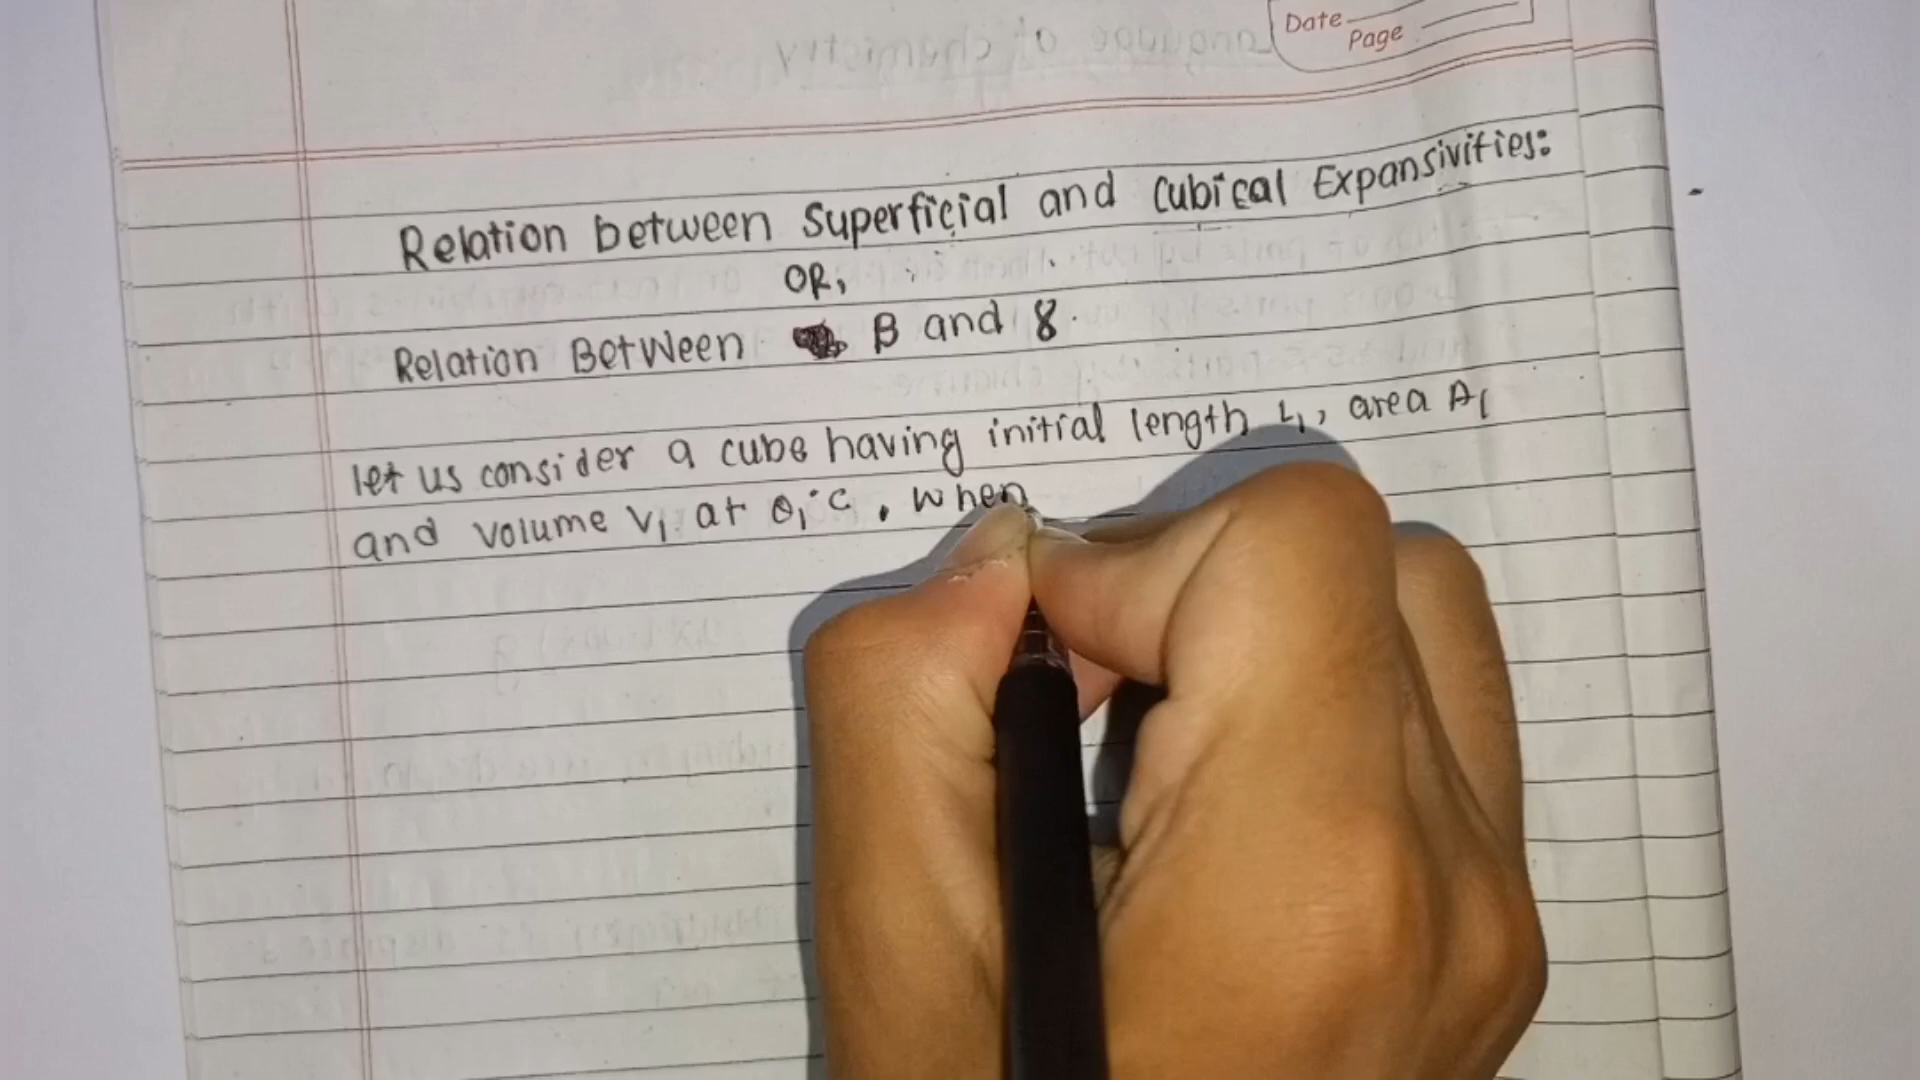 Date
Page
Relation between Superficial and Cubical Expansivities:
OR,
Relation Between β and γ.
let us consider a cube having initial length L₁, area A₁
and volume V₁ at θ₁°C. When